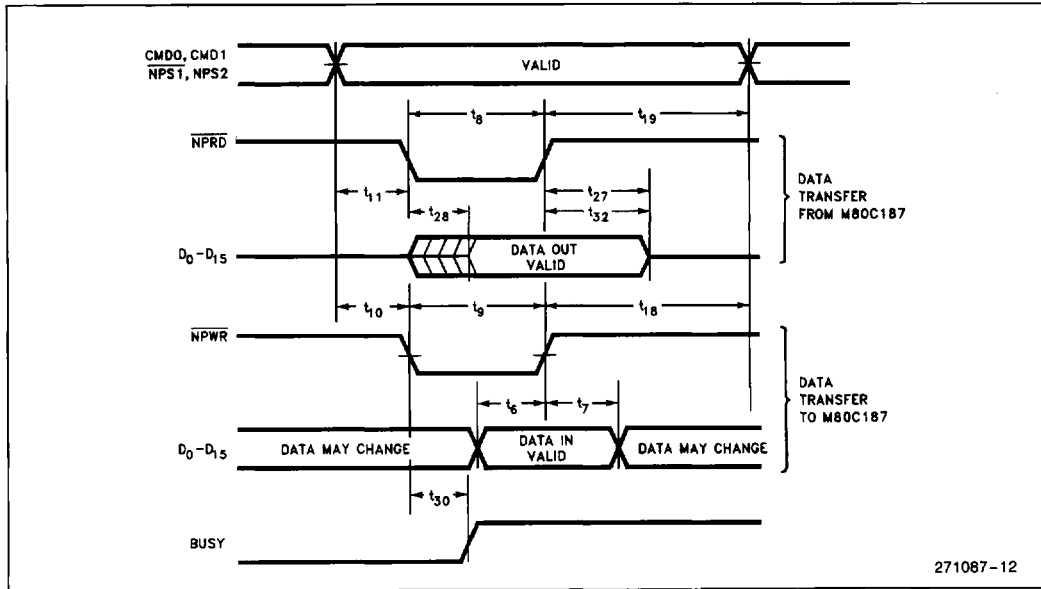 CMD0, CMD1
NPS1, NPS2
VALID
t8
t19
NPRD
t11
t27
t28
t32
DATA
TRANSFER
FROM M80C187
D0-D15
DATA OUT
VALID
t10
t9
t18
NPWR
DATA
TRANSFER
TO M80C187
t6
t7
D0-D15
DATA MAY CHANGE
DATA IN
VALID
DATA MAY CHANGE
t30
BUSY
271087-12